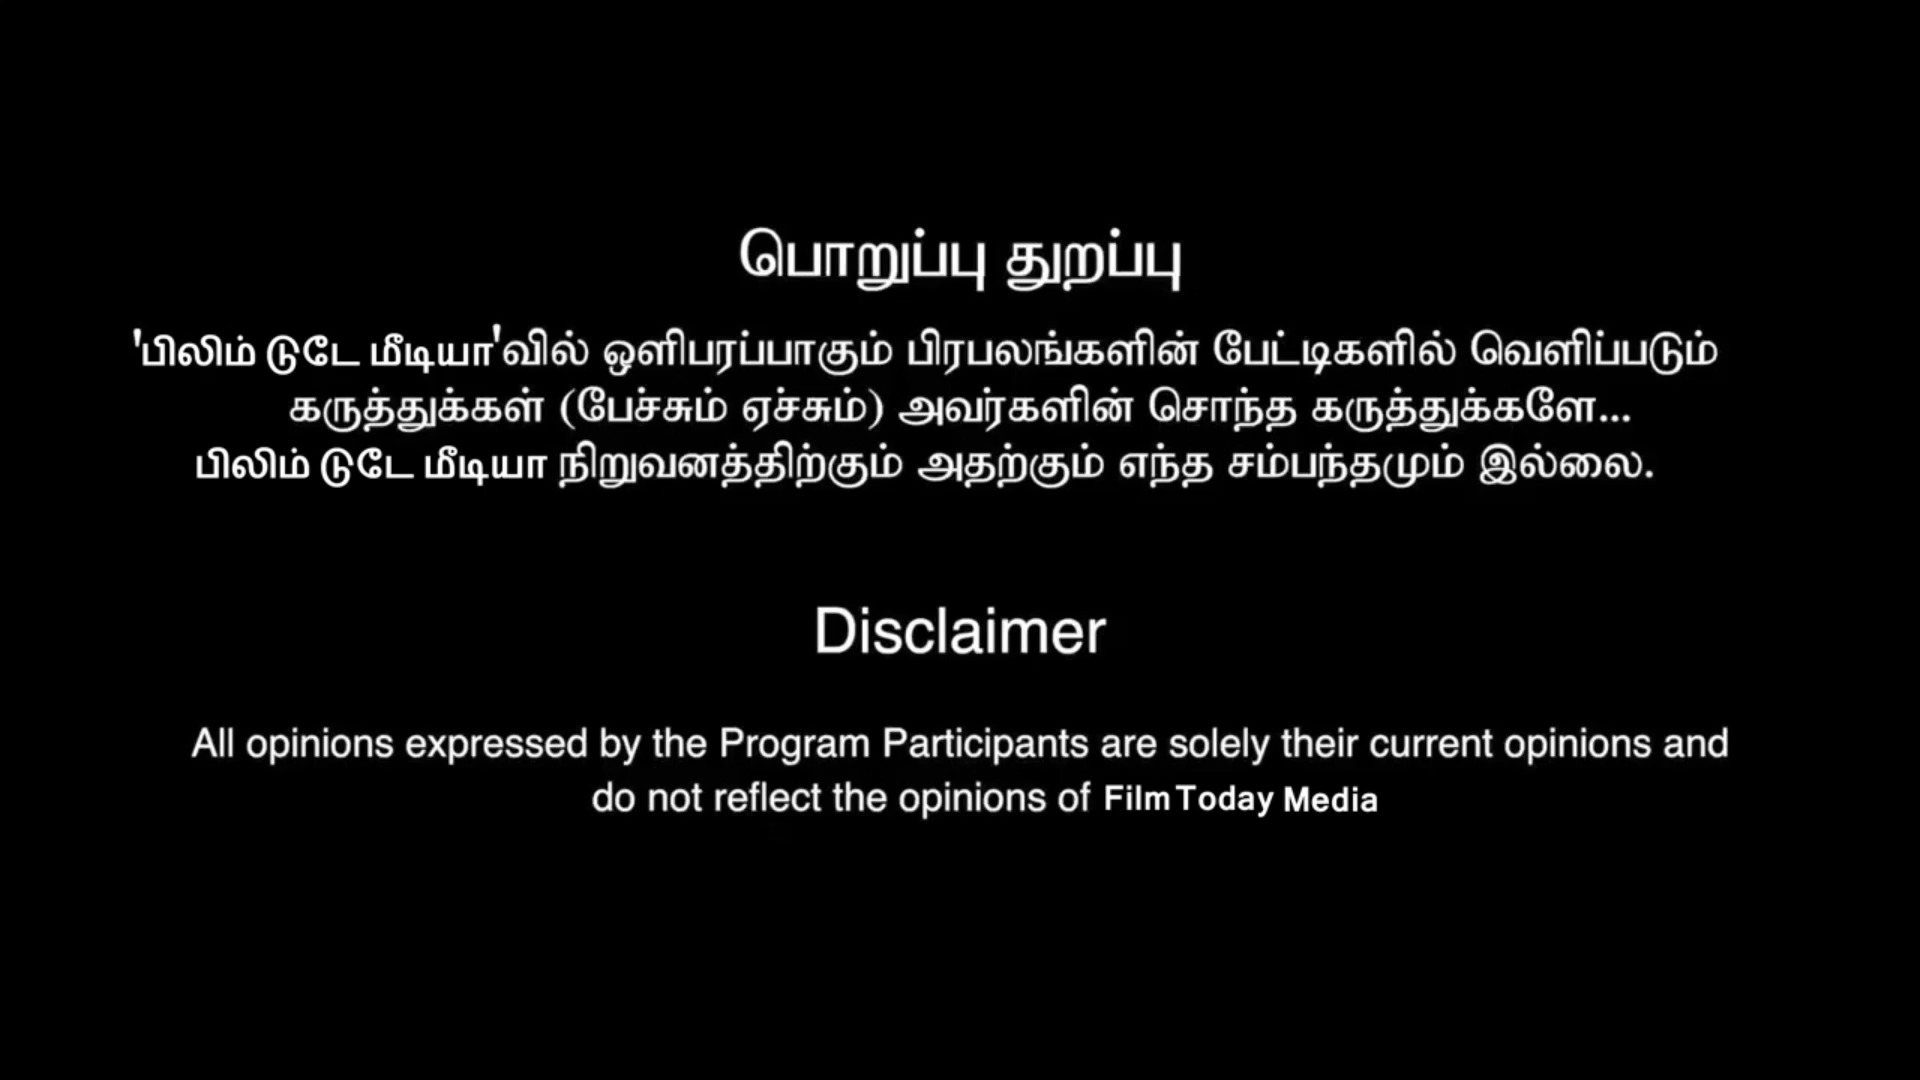 பொறுப்பு துறப்பு
'பிலிம் டுடே மீடியா'வில் ஒளிபரப்பாகும் பிரபலங்களின் பேட்டிகளில் வெளிப்படும்
கருத்துக்கள் (பேச்சும் ஏச்சும்) அவர்களின் சொந்த கருத்துக்களே...
பிலிம் டுடே மீடியா நிறுவனத்திற்கும் அதற்கும் எந்த சம்பந்தமும் இல்லை.
Disclaimer
All opinions expressed by the Program Participants are solely their current opinions and
do not reflect the opinions of Film Today Media